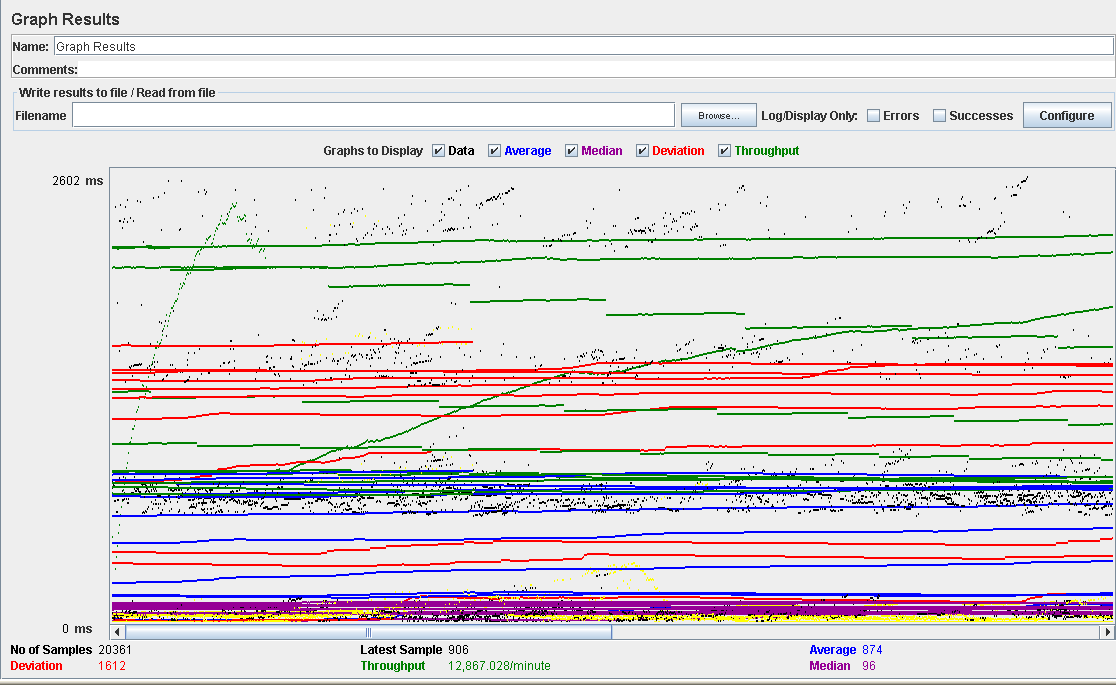 Graph Results
Name: Graph Results
Comments:
Write results to file / Read from file
Filename Browse... Log/Display Only: Errors Successes Configure
Graphs to Display Data Average Median Deviation Throughput
2602 ms
0 ms
No of Samples 20361 Latest Sample 906 Average 874
Deviation 1612 Throughput 12,867.028/minute Median 96